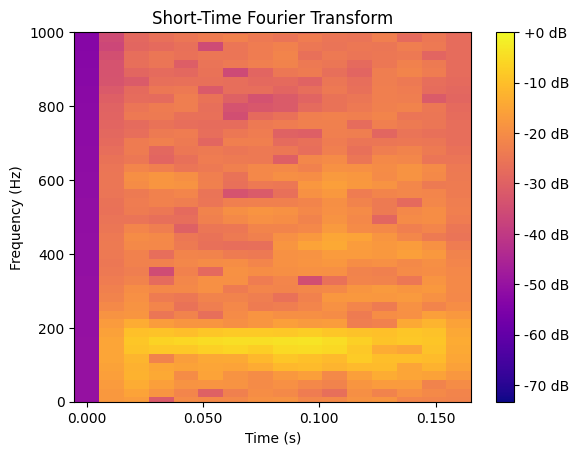 Short-Time Fourier Transform
1000
800
600
400
200
0
Frequency (Hz)
0.000
0.050
0.100
0.150
Time (s)
+0 dB
-10 dB
-20 dB
-30 dB
-40 dB
-50 dB
-60 dB
-70 dB